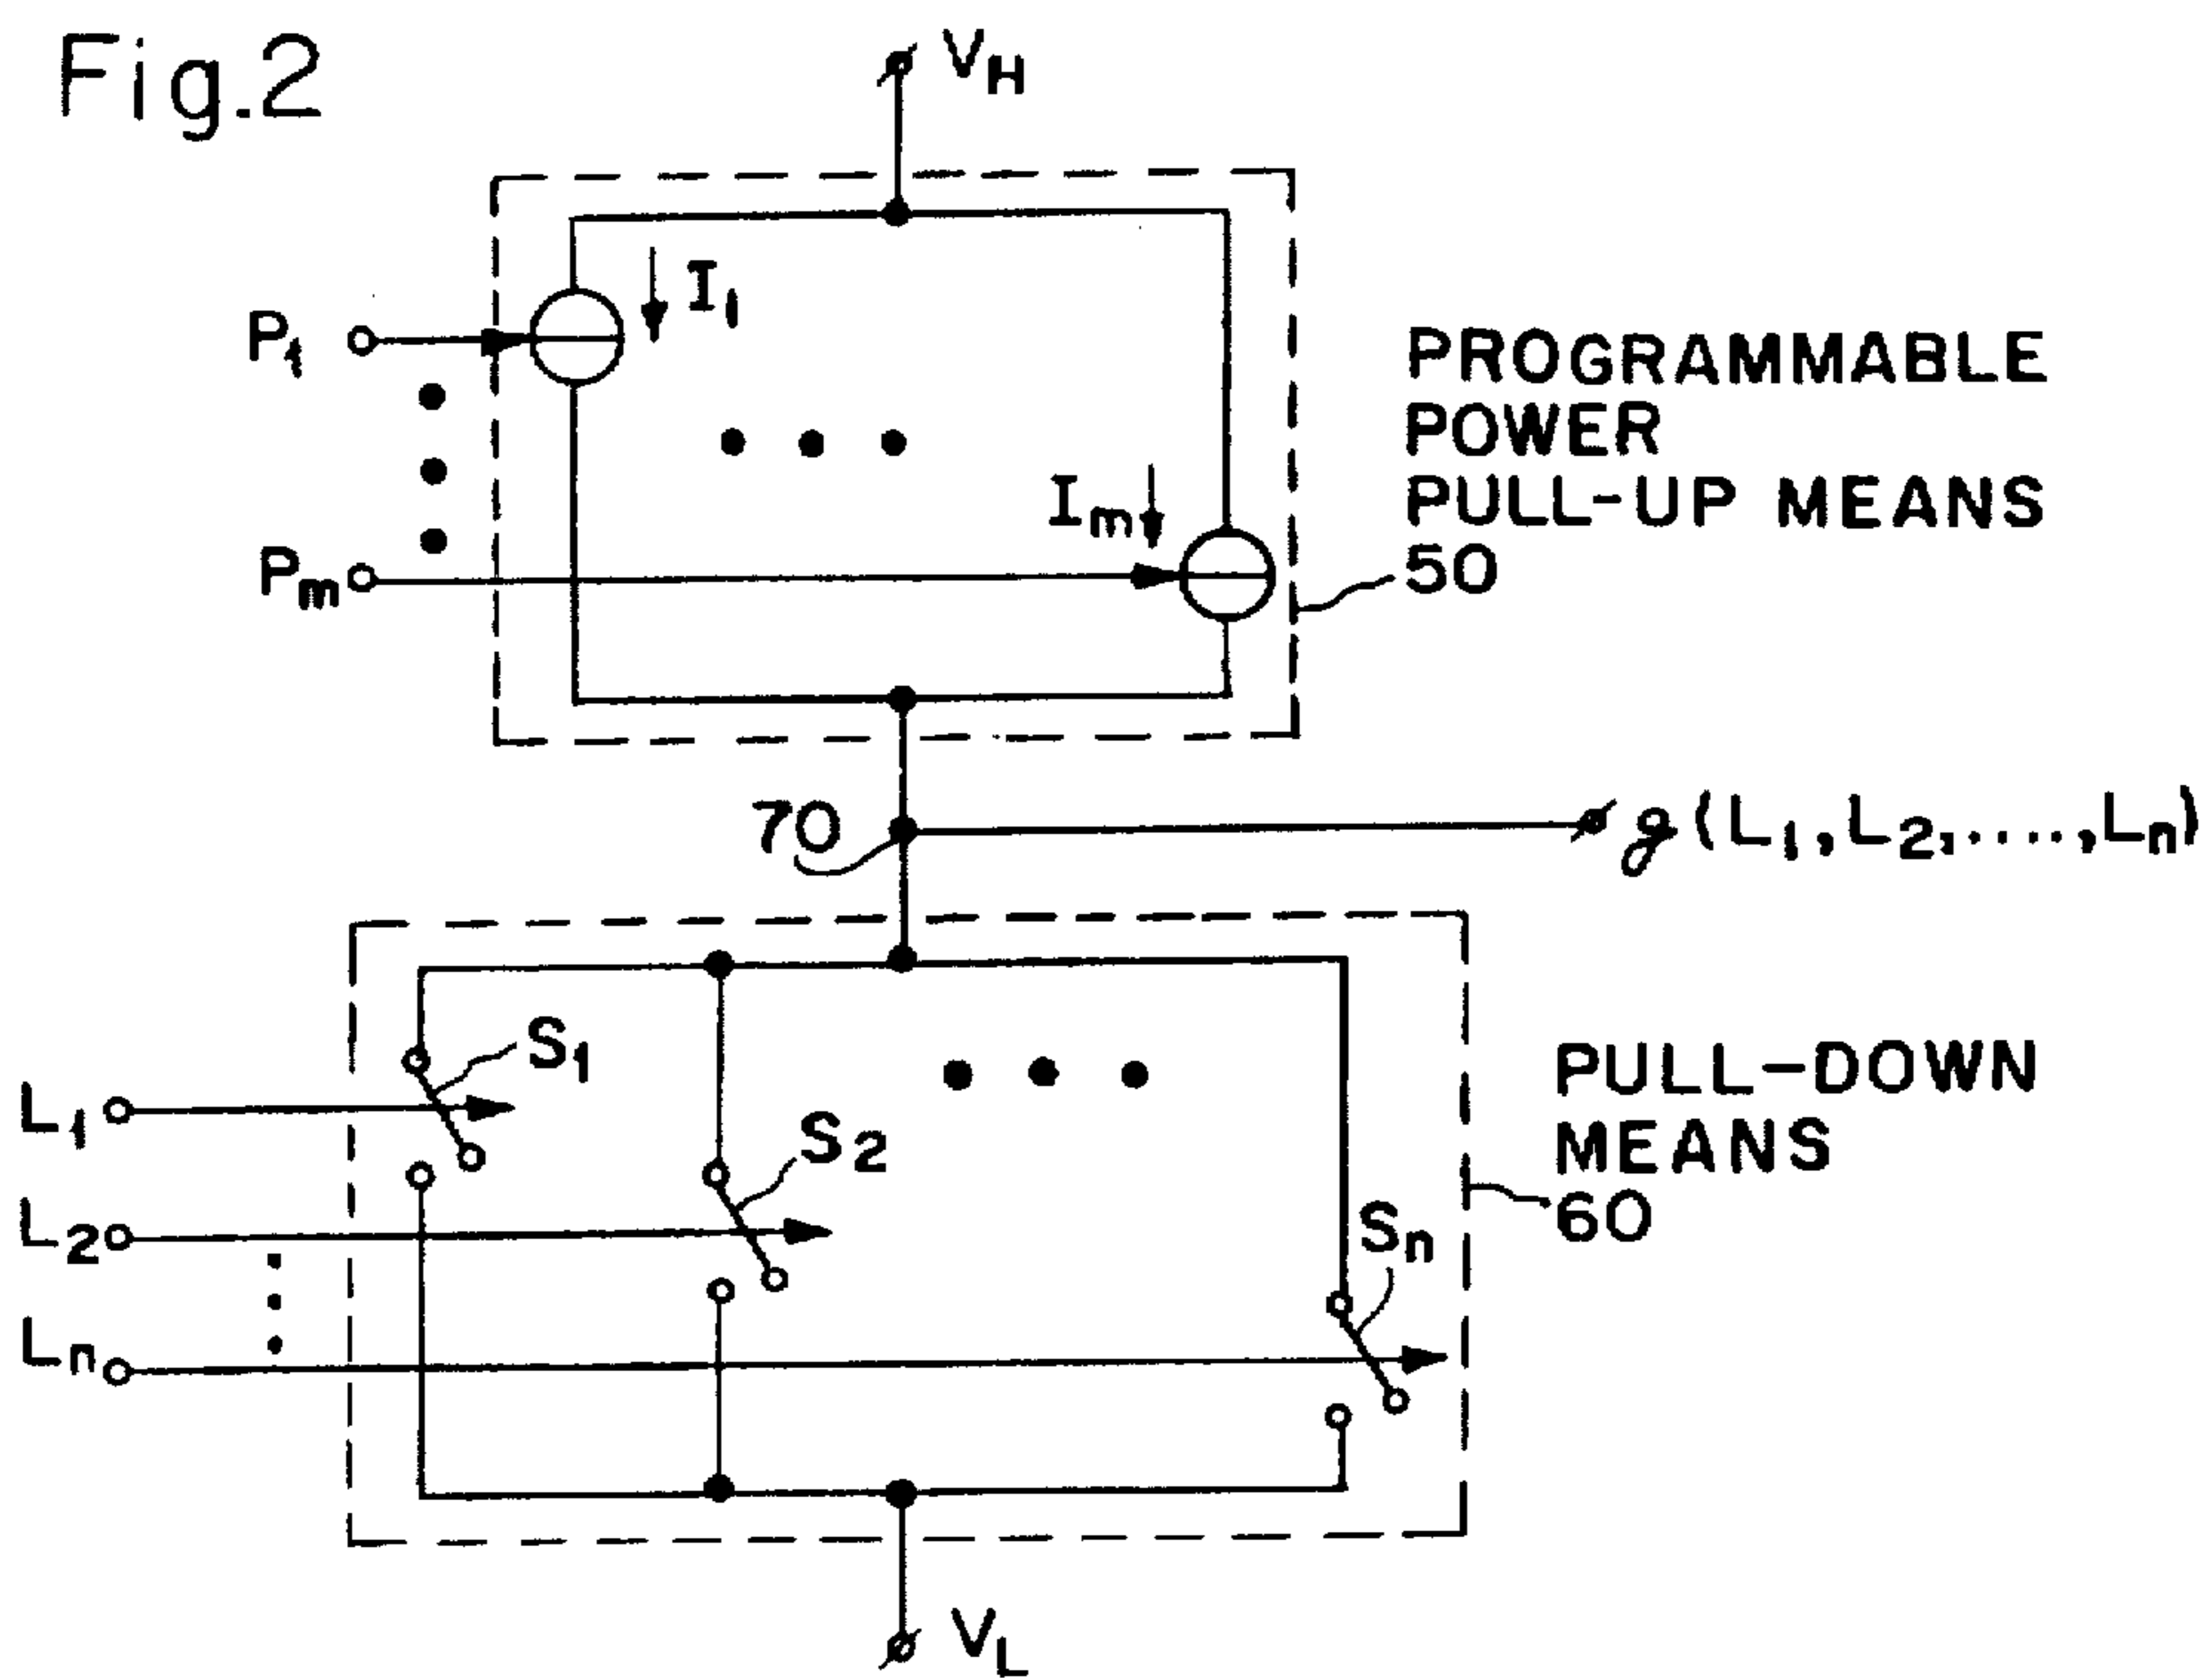 Fig.2
V_H
I_1
P_1
PROGRAMMABLE
POWER
PULL-UP MEANS
50
I_m
P_m
70
g(L_1,L_2,....,L_n)
S_1
L_1
S_2
PULL-DOWN
MEANS
60
L_2
S_n
L_n
V_L